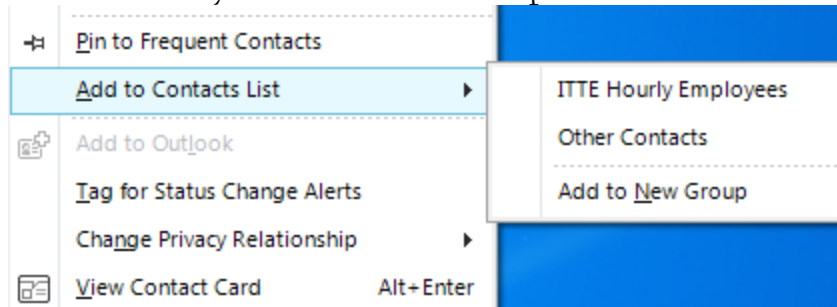 Pin to Frequent Contacts
Add to Contacts List
Add to Outlook
Tag for Status Change Alerts
Change Privacy Relationship
View Contact Card Alt+Enter
ITTE Hourly Employees
Other Contacts
Add to New Group